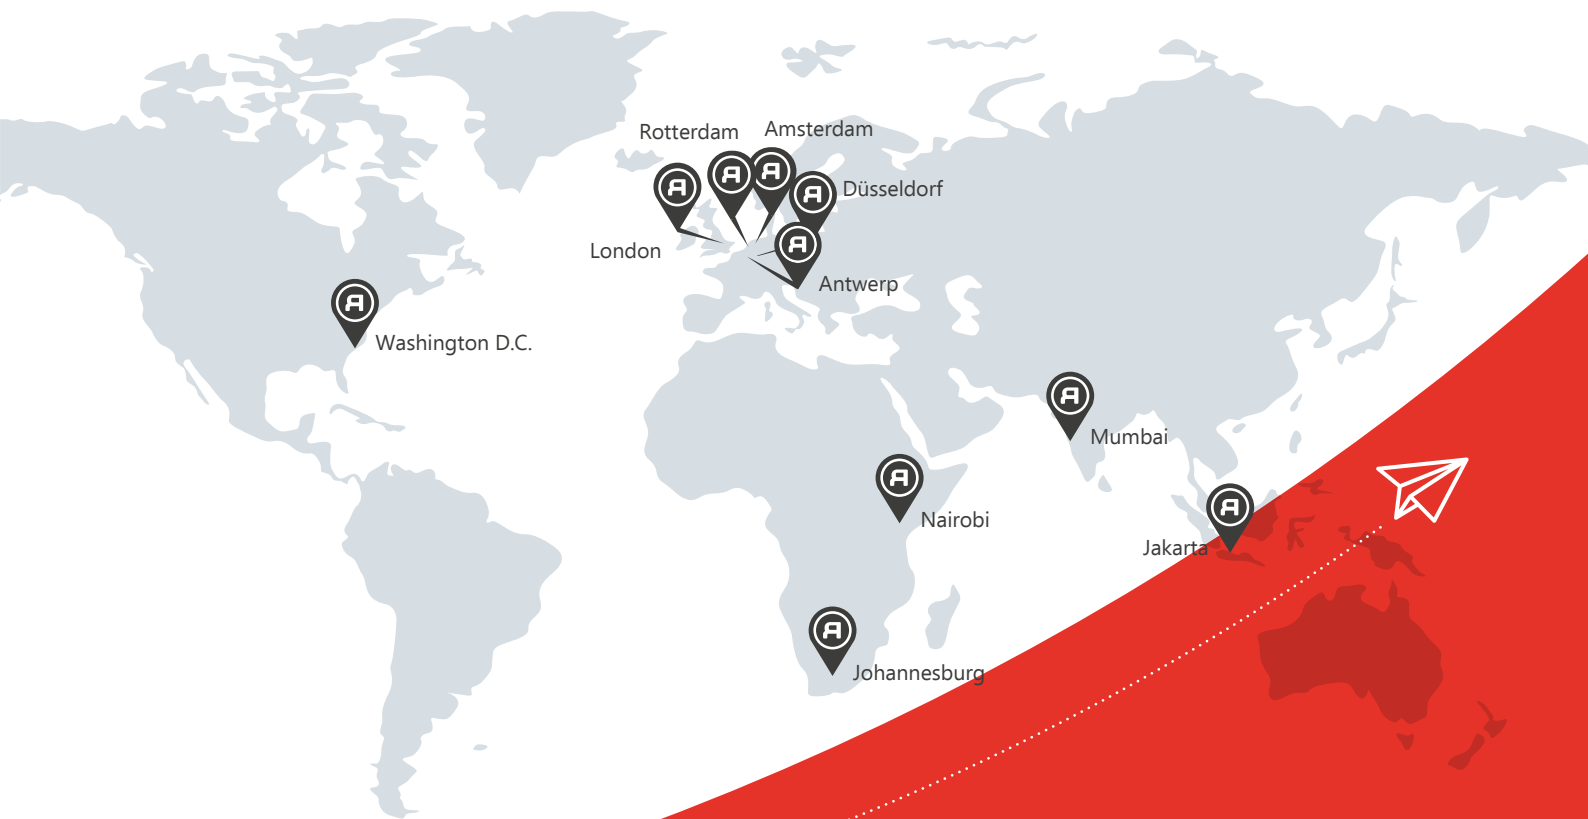 Rotterdam
Amsterdam
Düsseldorf
London
Antwerp
Washington D.C.
Mumbai
Nairobi
Jakarta
Johannesburg